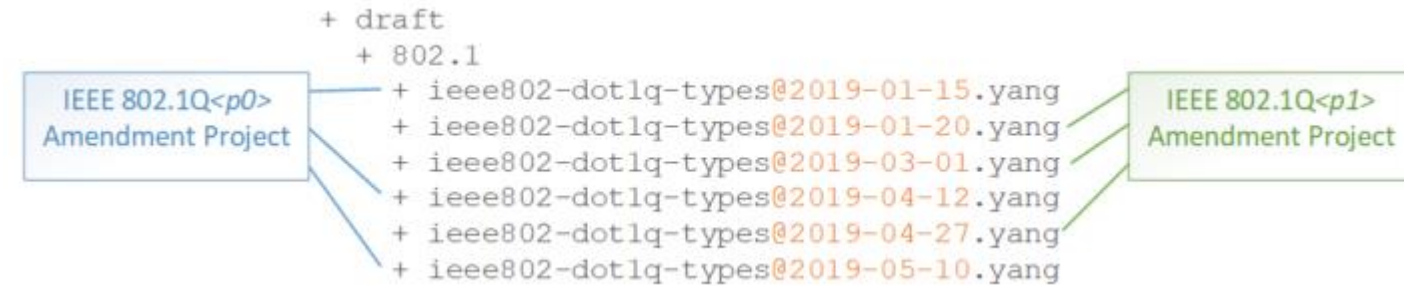 + draft
+ 802.1
IEEE 802.1Q<p0>
Amendment Project
+ ieee802-dot1q-types@2019-01-15.yang
+ ieee802-dot1q-types@2019-01-20.yang
+ ieee802-dot1q-types@2019-03-01.yang
+ ieee802-dot1q-types@2019-04-12.yang
+ ieee802-dot1q-types@2019-04-27.yang
+ ieee802-dot1q-types@2019-05-10.yang
IEEE 802.1Q<p1>
Amendment Project